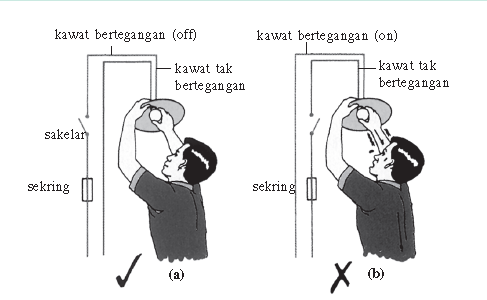 kawat bertegangan (off)
kawat tak
bertegangan
sakelar
sekring
(a)
kawat bertegangan (on)
kawat tak
bertegangan
sekring
(b)